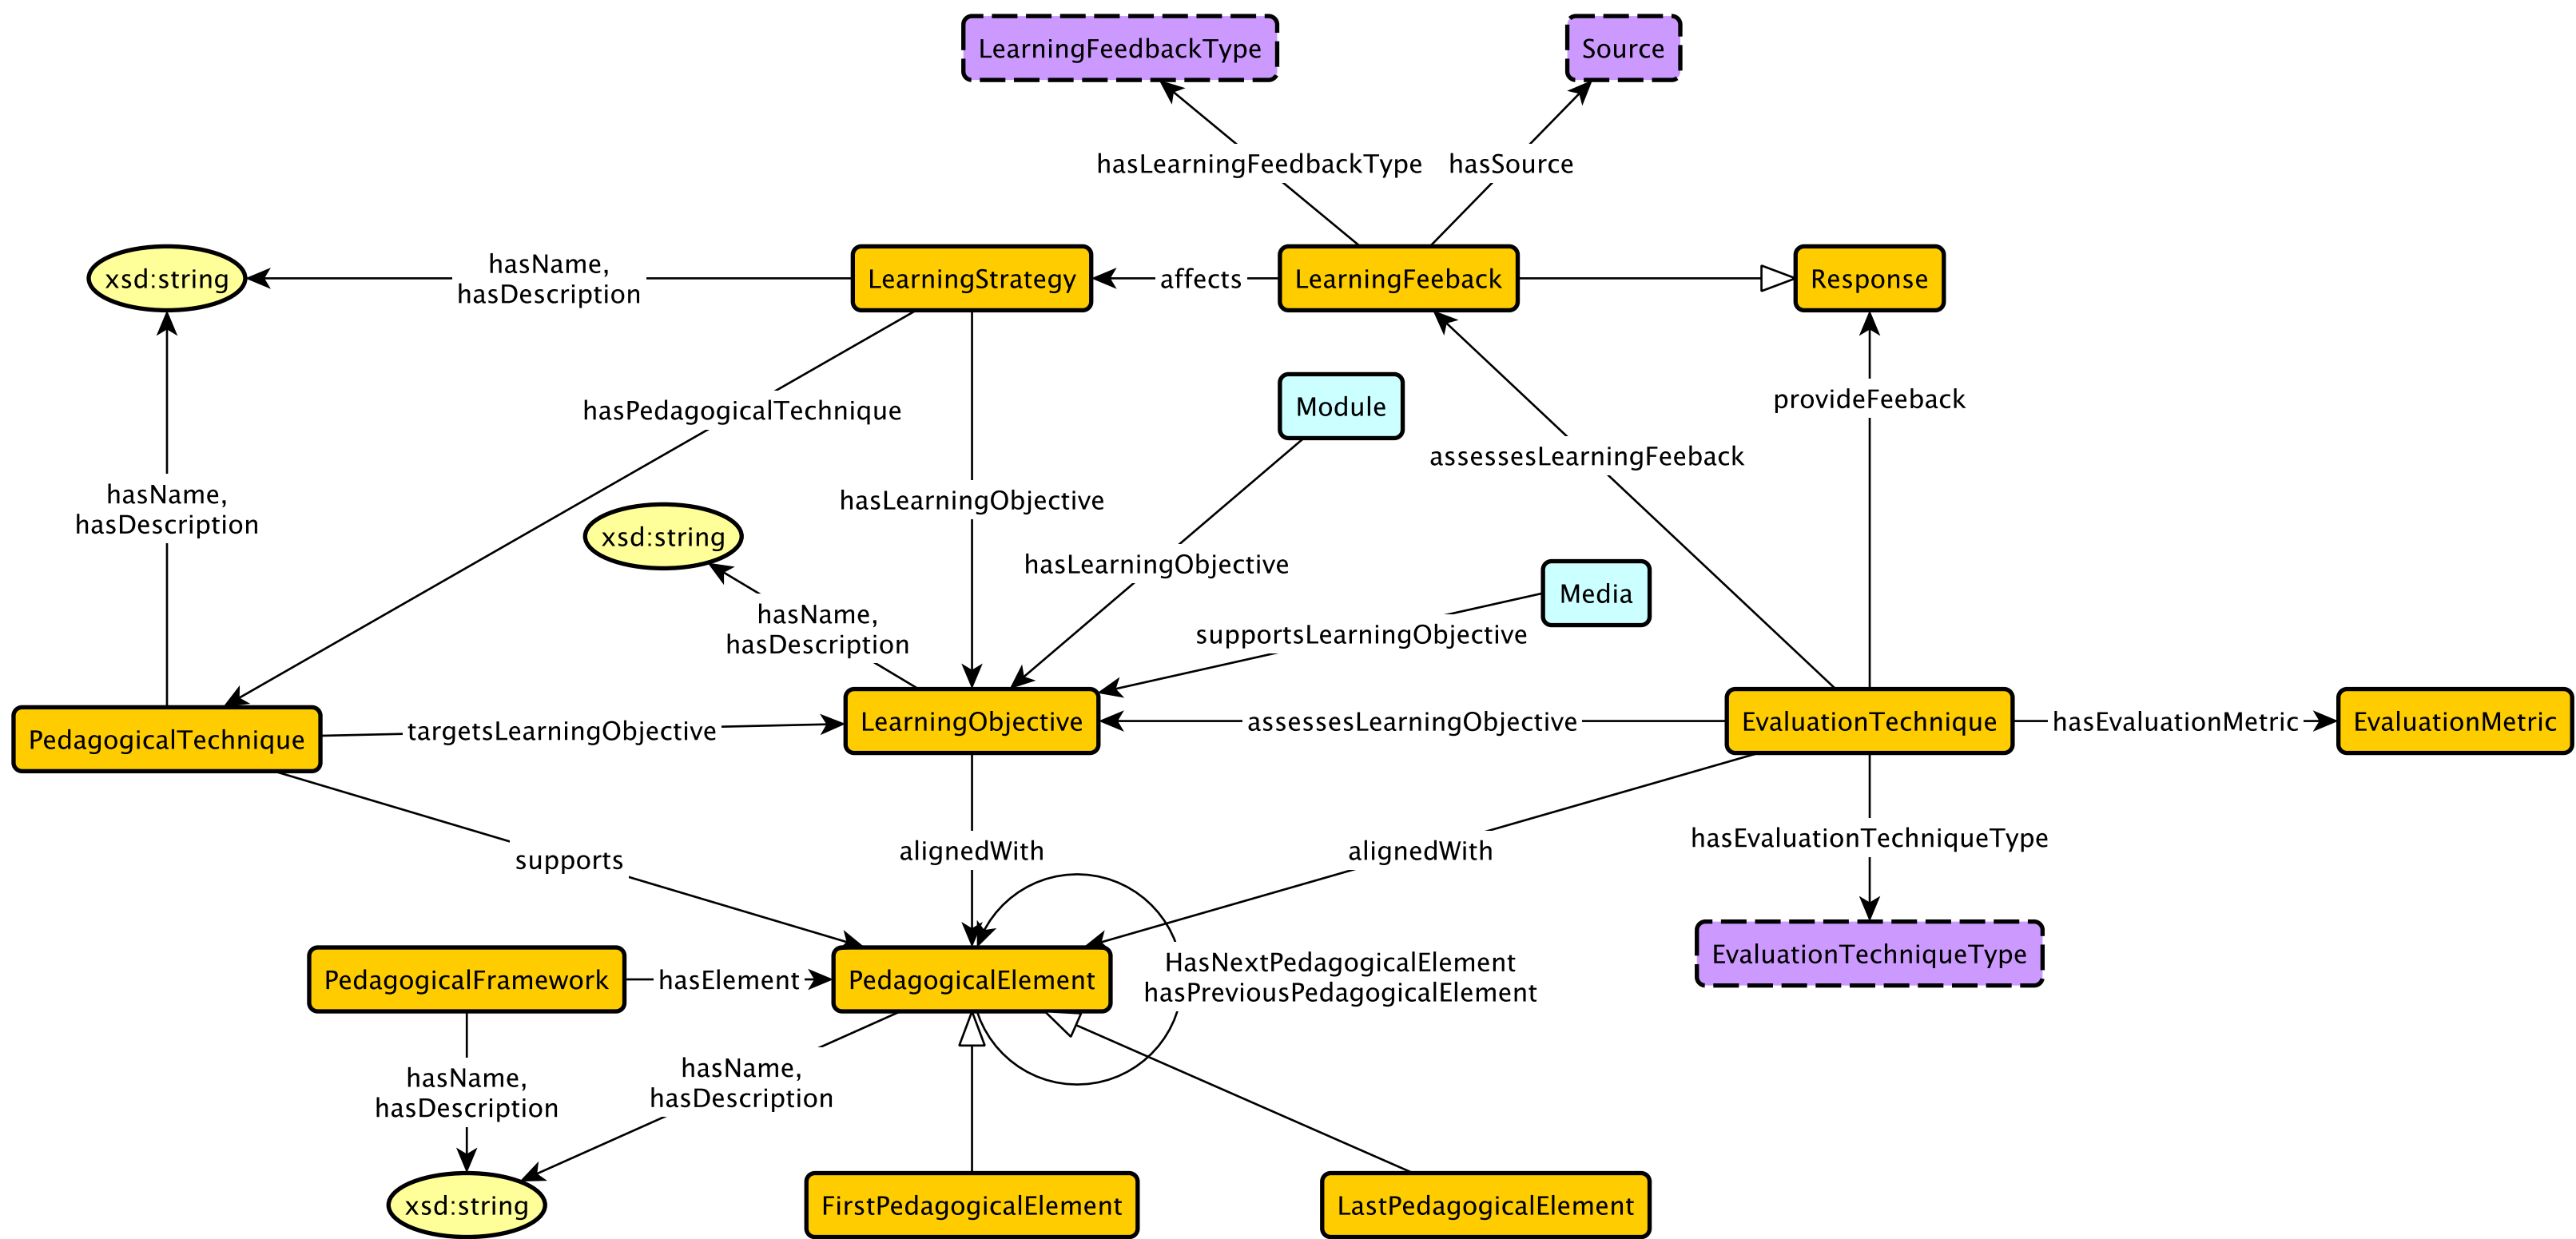 LearningFeedbackType
Source
hasLearningFeedbackType
hasSource
xsd:string
hasName,
hasDescription
LearningStrategy
affects
LearningFeeback
Response
hasPedagogicalTechnique
Module
provideFeeback
assessesLearningFeeback
hasName,
hasDescription
hasLearningObjective
xsd:string
hasLearningObjective
Media
hasName,
hasDescription
supportsLearningObjective
PedagogicalTechnique
targetsLearningObjective
LearningObjective
assessesLearningObjective
EvaluationTechnique
hasEvaluationMetric
EvaluationMetric
supports
alignedWith
alignedWith
hasEvaluationTechniqueType
PedagogicalFramework
hasElement
PedagogicalElement
HasNextPedagogicalElement
hasPreviousPedagogicalElement
EvaluationTechniqueType
hasName,
hasDescription
hasName,
hasDescription
xsd:string
FirstPedagogicalElement
LastPedagogicalElement